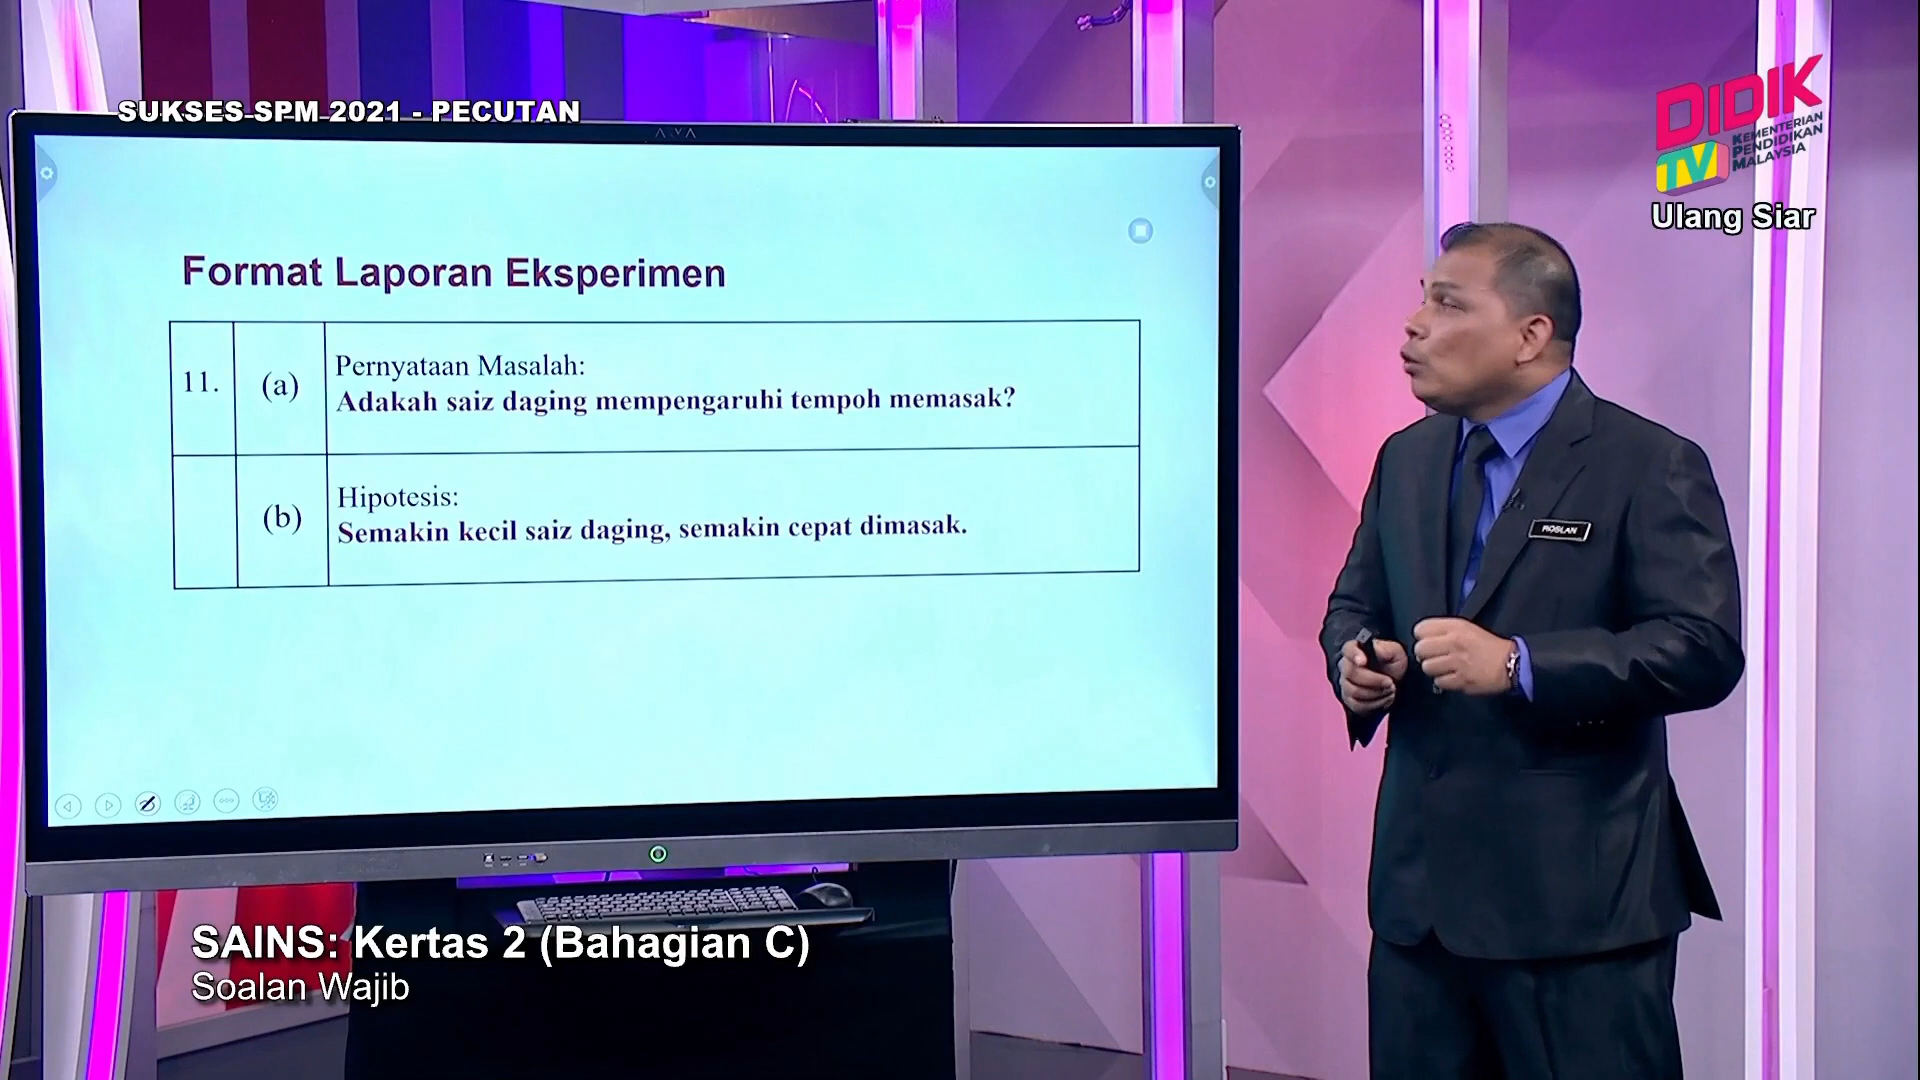 SUKSES SPM 2021 - PECUTAN
DIDIK
TV
KEMENTERIAN
PENDIDIKAN
MALAYSIA
Ulang Siar
Format Laporan Eksperimen
11.
(a)
Pernyataan Masalah:
Adakah saiz daging mempengaruhi tempoh memasak?
(b)
Hipotesis:
Semakin kecil saiz daging, semakin cepat dimasak.
ROSLAN
SAINS: Kertas 2 (Bahagian C)
Soalan Wajib